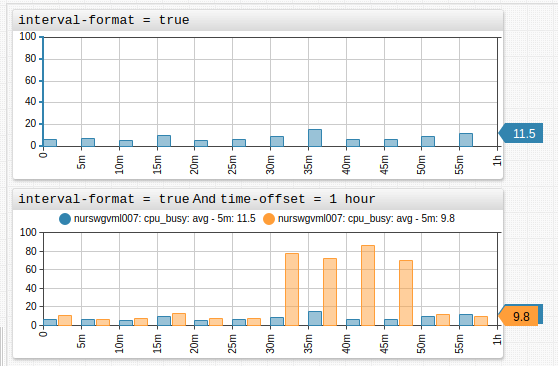 interval-format = true
100
80
60
40
20
0
11.5
0 5m 10m 15m 20m 25m 30m 35m 40m 45m 50m 55m 1h
interval-format = true And time-offset = 1 hour
nurswgvml007: cpu_busy: avg - 5m: 11.5 nurswgvml007: cpu_busy: avg - 5m: 9.8
100
80
60
40
20
0
9.8
0 5m 10m 15m 20m 25m 30m 35m 40m 45m 50m 55m 1h